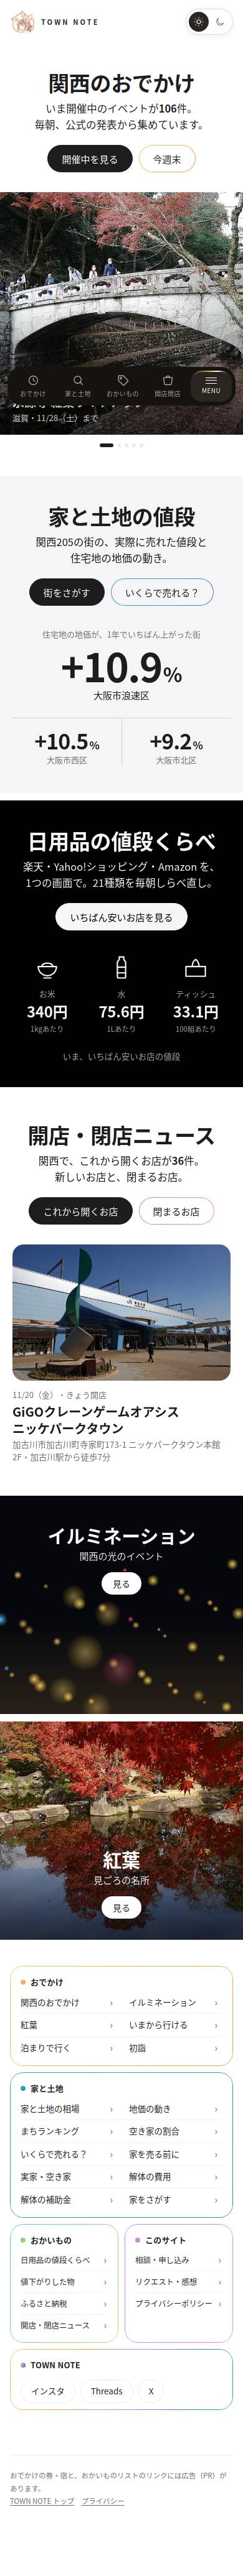 TOWN NOTE
関西のおでかけ
いま開催中のイベントが106件。
毎朝、公式の発表から集めています。
開催中を見る
今週末
おでかけ
家と土地
おかいもの
開店閉店
MENU
滋賀・11/28（土）まで
家と土地の値段
関西205の街の、実際に売れた値段と
住宅地の地価の動き。
街をさがす
いくらで売れる？
住宅地の地価が、1年でいちばん上がった街
+10.9%
大阪市浪速区
+10.5%
大阪市西区
+9.2%
大阪市北区
日用品の値段くらべ
楽天・Yahoo!ショッピング・Amazon を、
1つの画面で。21種類を毎朝しらべ直し。
いちばん安いお店を見る
お米
340円
1kgあたり
水
75.6円
1Lあたり
ティッシュ
33.1円
100組あたり
いま、いちばん安いお店の値段
開店・閉店ニュース
関西で、これから開くお店が36件。
新しいお店と、閉まるお店。
これから開くお店
閉まるお店
11/20（金）・きょう開店
GiGOクレーンゲームオアシス
ニッケパークタウン
加古川市加古川町寺家町173-1 ニッケパークタウン本館
2F・加古川駅から徒歩7分
イルミネーション
関西の光のイベント
見る
紅葉
見ごろの名所
見る
おでかけ
関西のおでかけ
イルミネーション
紅葉
いまから行ける
泊まりで行く
初詣
家と土地
家と土地の相場
地価の動き
まちランキング
空き家の割合
いくらで売れる？
家を売る前に
実家・空き家
解体の費用
解体の補助金
家をさがす
おかいもの
日用品の値段くらべ
値下がりした物
ふるさと納税
開店・閉店ニュース
このサイト
相談・申し込み
リクエスト・感想
プライバシーポリシー
TOWN NOTE
インスタ
Threads
X
おでかけの券・宿と、おかいものリストのリンクには広告（PR）が
あります。
TOWN NOTE トップ
プライバシー